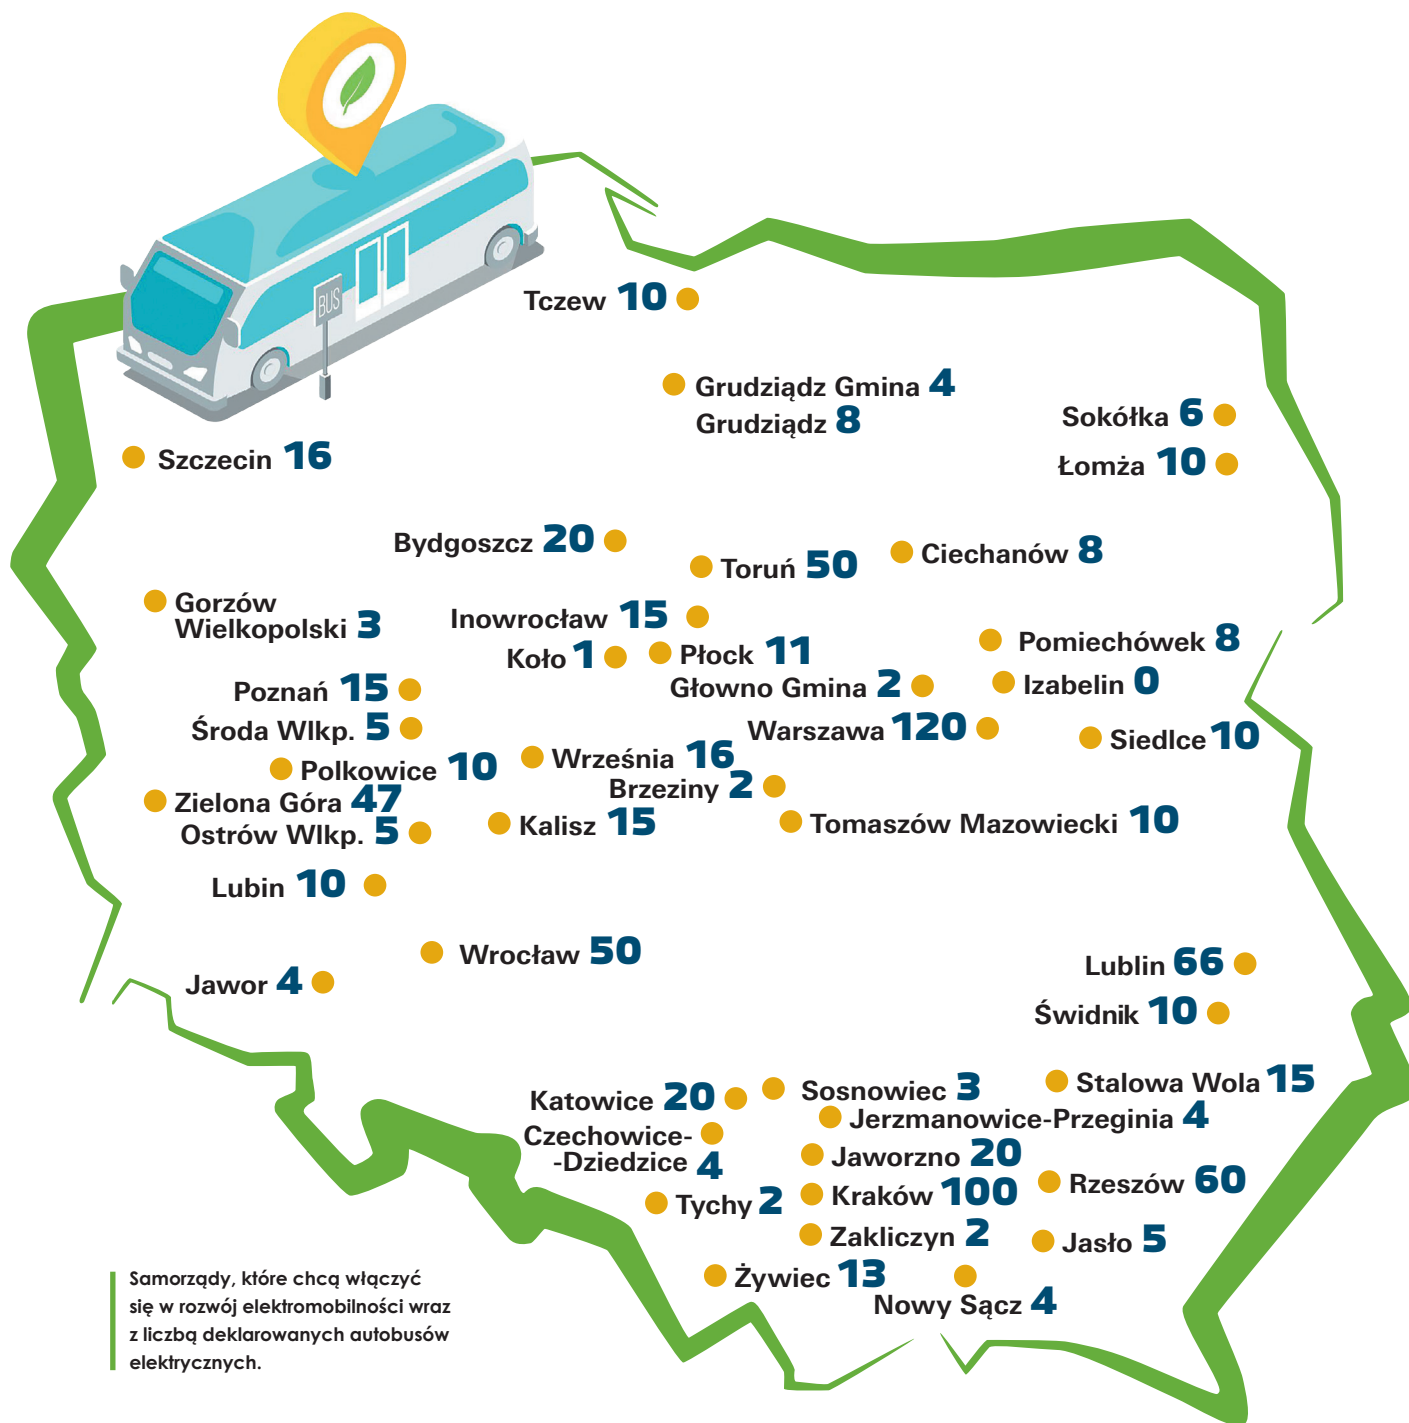 BUS
Tczew 10
Grudziądz Gmina 4
Grudziądz 8
Sokółka 6
Łomża 10
Szczecin 16
Bydgoszcz 20
Toruń 50
Ciechanów 8
Gorzów
Wielkopolski 3
Inowrocław 15
Koło 1
Płock 11
Pomiechówek 8
Poznań 15
Głowno Gmina 2
Izabelin 0
Środa Wlkp. 5
Warszawa 120
Siedlce 10
Polkowice 10
Września 16
Brzeziny 2
Zielona Góra 47
Ostrów Wlkp. 5
Kalisz 15
Tomaszów Mazowiecki 10
Lubin 10
Wrocław 50
Jawor 4
Lublin 66
Świdnik 10
Katowice 20
Sosnowiec 3
Stalowa Wola 15
Jerzmanowice-Przeginia 4
Czechowice-
-Dziedzice 4
Jaworzno 20
Tychy 2
Kraków 100
Rzeszów 60
Zakliczyn 2
Jasło 5
Żywiec 13
Nowy Sącz 4
Samorządy, które chcą włączyć
się w rozwój elektromobilności wraz
z liczbą deklarowanych autobusów
elektrycznych.